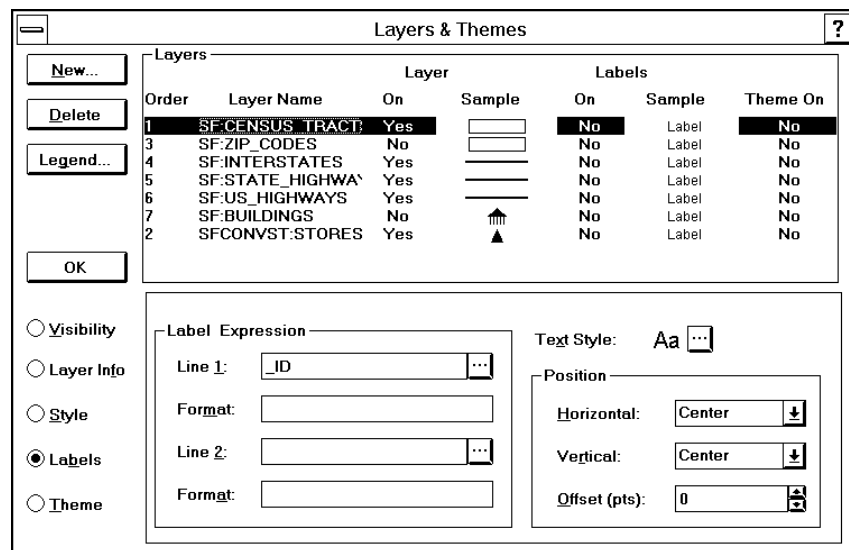 Layers & Themes
?
New...
Delete
Legend...
OK
Layers
Layer
Labels
Order Layer Name On Sample On Sample Theme On
1 SF:CENSUS_TRACT Yes No Label No
3 SF:ZIP_CODES No No Label No
4 SF:INTERSTATES Yes No Label No
5 SF:STATE_HIGHWA Yes No Label No
6 SF:US_HIGHWAYS Yes No Label No
7 SF:BUILDINGS No No Label No
2 SFCONVST:STORES Yes No Label No
Visibility
Layer Info
Style
Labels
Theme
Label Expression
Line 1: _ID ...
Format:
Line 2: ...
Format:
Text Style: Aa ...
Position
Horizontal: Center
Vertical: Center
Offset (pts): 0